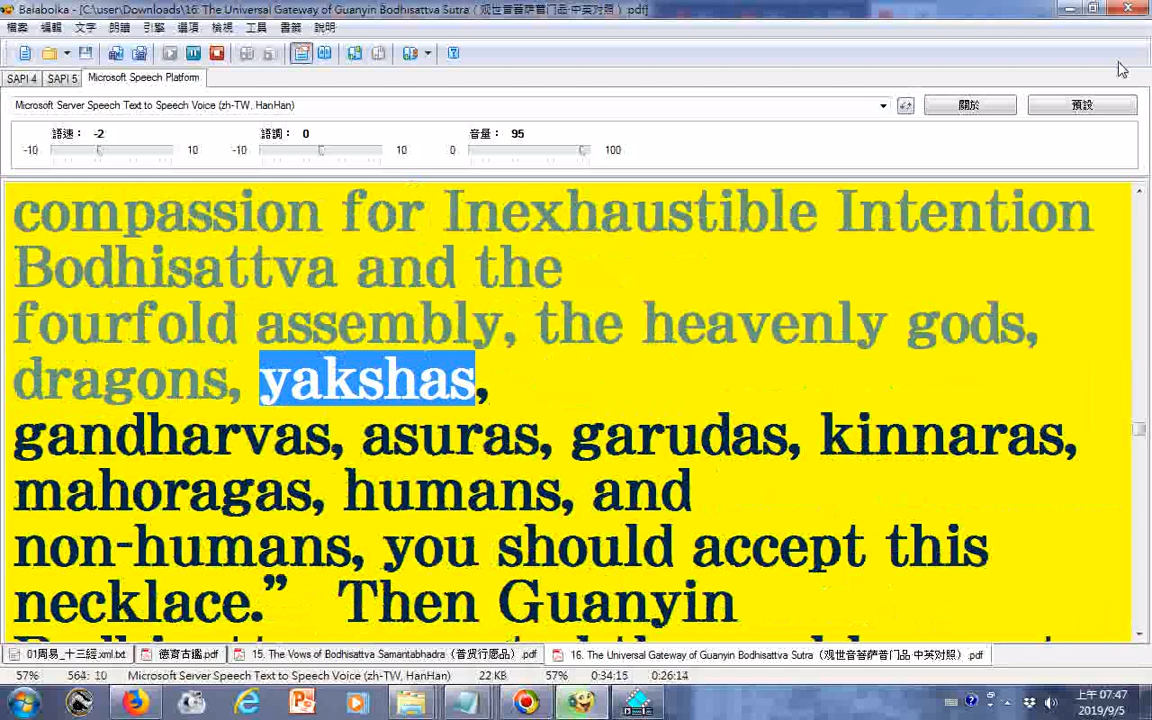 Balabolka - [C:\user\Downloads\16. The Universal Gateway of Guanyin Bodhisattva Sutra（观世音菩萨普门品·中英对照）.pdf]
檔案 編輯 文字 朗讀 引擎 選項 檢視 工具 書籤 說明
SAPI 4 SAPI 5 Microsoft Speech Platform
Microsoft Server Speech Text to Speech Voice (zh-TW, HanHan) 關於 預設
語速： -2 語調： 0 音量： 95
-10 10 -10 10 0 100
compassion for Inexhaustible Intention
Bodhisattva and the
fourfold assembly, the heavenly gods,
dragons, yakshas,
gandharvas, asuras, garudas, kinnaras,
mahoragas, humans, and
non-humans, you should accept this
necklace.” Then Guanyin
01周易_十三經.xml.txt 德育古鑑.pdf 15. The Vows of Bodhisattva Samantabhadra（普贤行愿品）.pdf 16. The Universal Gateway of Guanyin Bodhisattva Sutra（观世音菩萨普门品·中英对照）.pdf
57% 564: 10 Microsoft Server Speech Text to Speech Voice (zh-TW, HanHan) 22 KB 57% 0:34:15 0:26:14
上午 07:47
2019/9/5